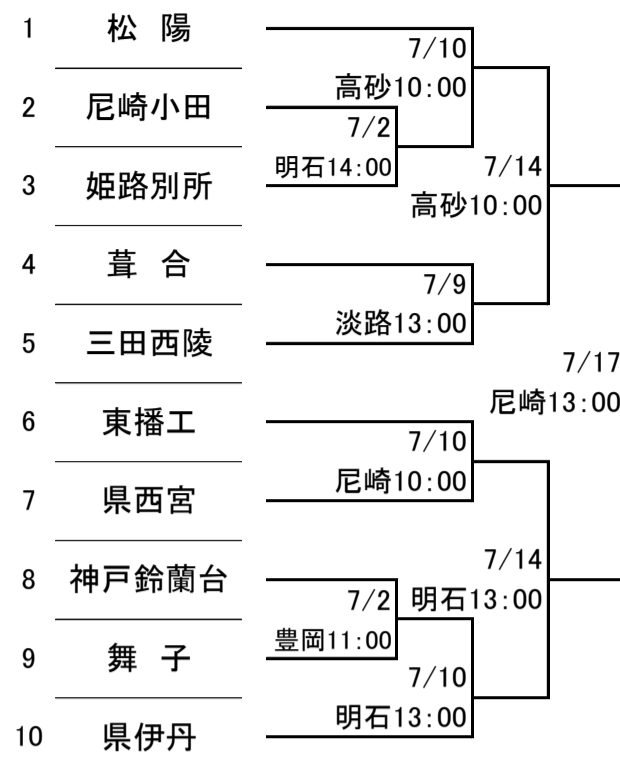 1 松 陽
7/10
高砂10:00
2 尼崎小田
7/2
明石14:00
3 姫路別所
7/14
高砂10:00
4 葺 合
7/9
淡路13:00
5 三田西陵
7/17
尼崎13:00
6 東播工
7/10
尼崎10:00
7 県西宮
7/14
明石13:00
8 神戸鈴蘭台
7/2
豊岡11:00
9 舞 子
7/10
明石13:00
10 県伊丹